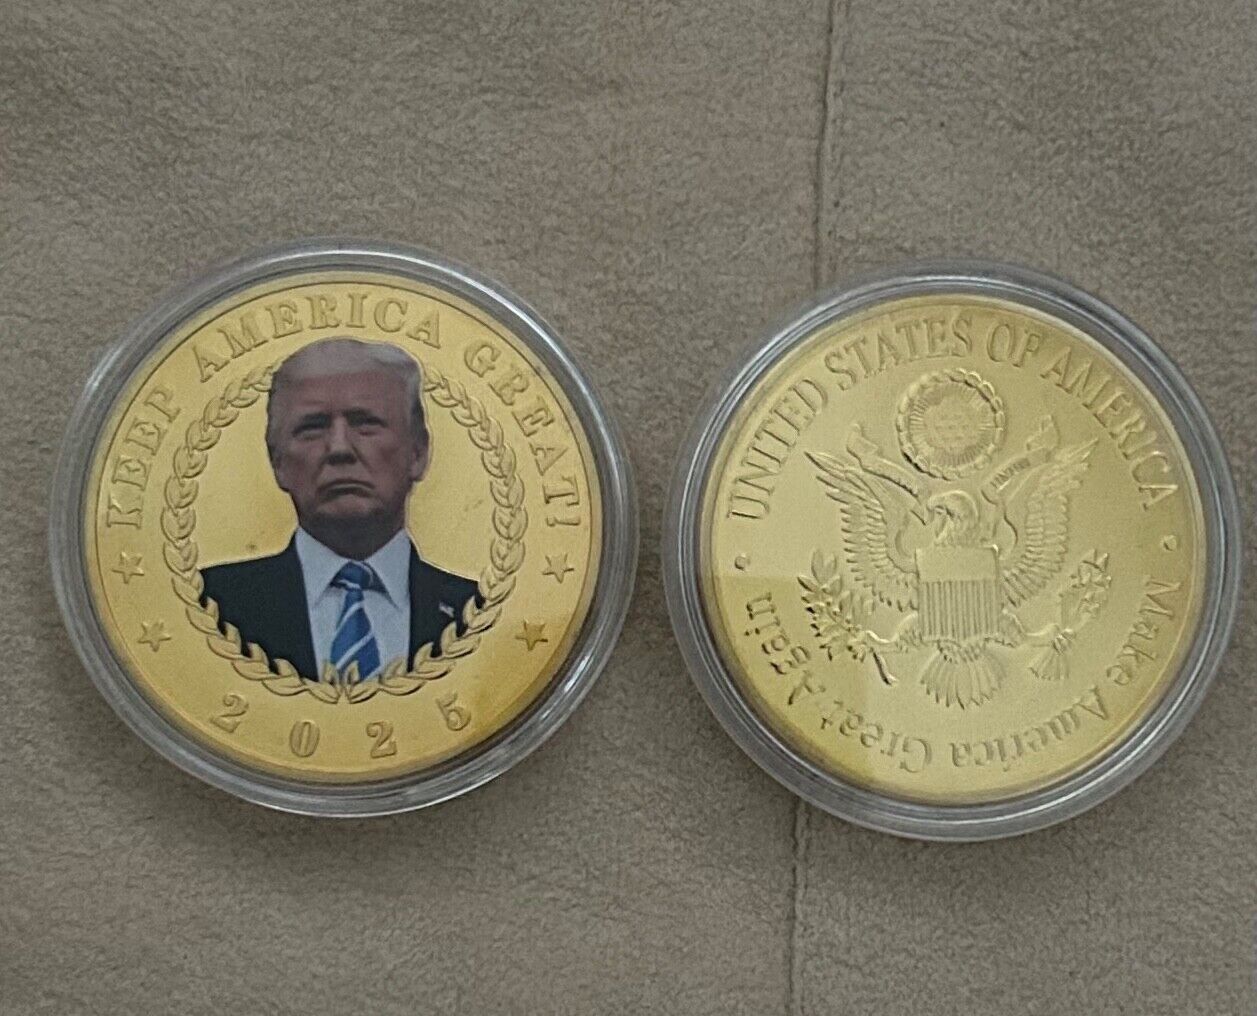 KEEP AMERICA GREAT!
2025
UNITED STATES OF AMERICA
Make America Great Again